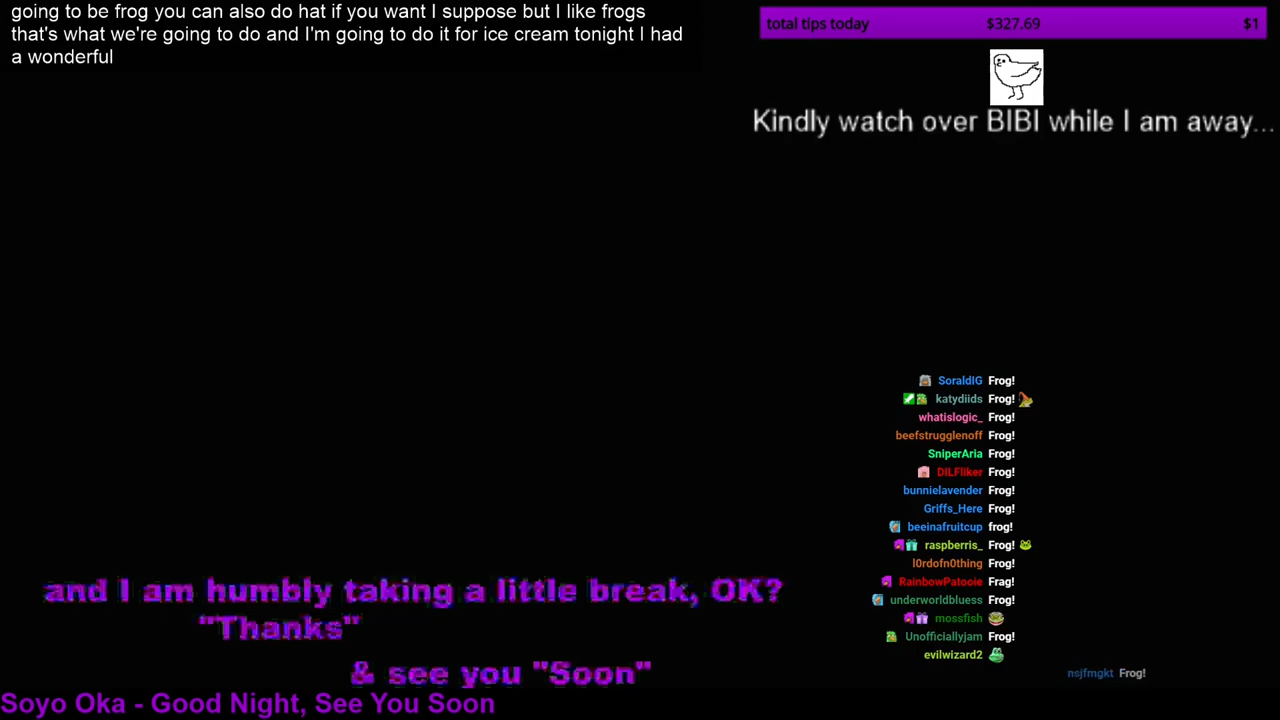 going to be frog you can also do hat if you want I suppose but I like frogs
that's what we're going to do and I'm going to do it for ice cream tonight I had
a wonderful
total tips today $327.69 $1
Kindly watch over BIBI while I am away...
SoraldIG Frog!
katydiids Frog!
whatislogic_ Frog!
beefstrugglenoff Frog!
SniperAria Frog!
DILFliker Frog!
bunnielavender Frog!
Griffs_Here Frog!
beeinafruitcup frog!
raspberris_ Frog!
l0rdofn0thing Frog!
RainbowPatooie Frag!
underworldbluess Frog!
mossfish
Unofficiallyjam Frog!
evilwizard2
nsjfmgkt Frog!
and I am humbly taking a little break, OK?
"Thanks"
& see you "Soon"
Soyo Oka - Good Night, See You Soon